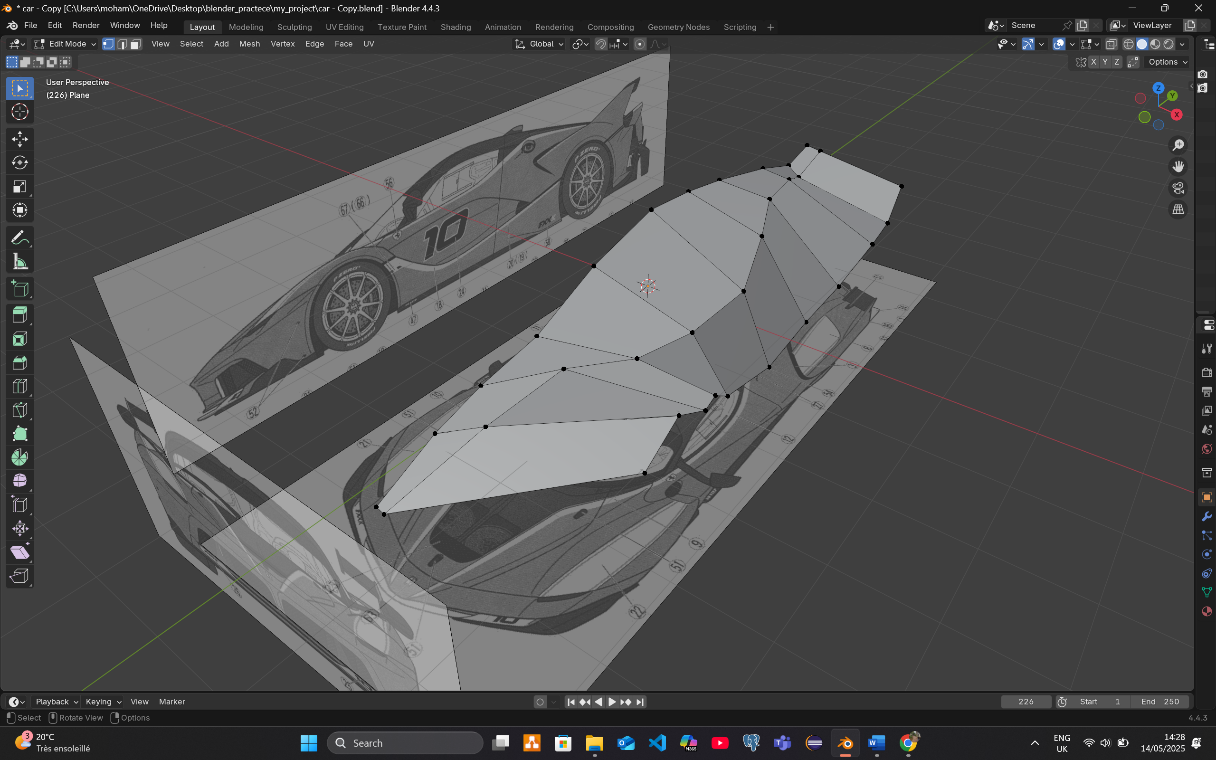 * car - Copy [C:\Users\moham\OneDrive\Desktop\blender_practece\my_project\car - Copy.blend] - Blender 4.4.3
File Edit Render Window Help
Layout Modeling Sculpting UV Editing Texture Paint Shading Animation Rendering Compositing Geometry Nodes Scripting +
Scene ViewLayer
Edit Mode View Select Add Mesh Vertex Edge Face UV Global
X Y Z Options
User Perspective
(226) Plane
Z
Y
X
10
52
22
51
Playback Keying View Marker 226 Start 1 End 250
Select Rotate View Options 4.4.3
3 20°C
Très ensoleillé
Search
ENG
UK
14:28
14/05/2025